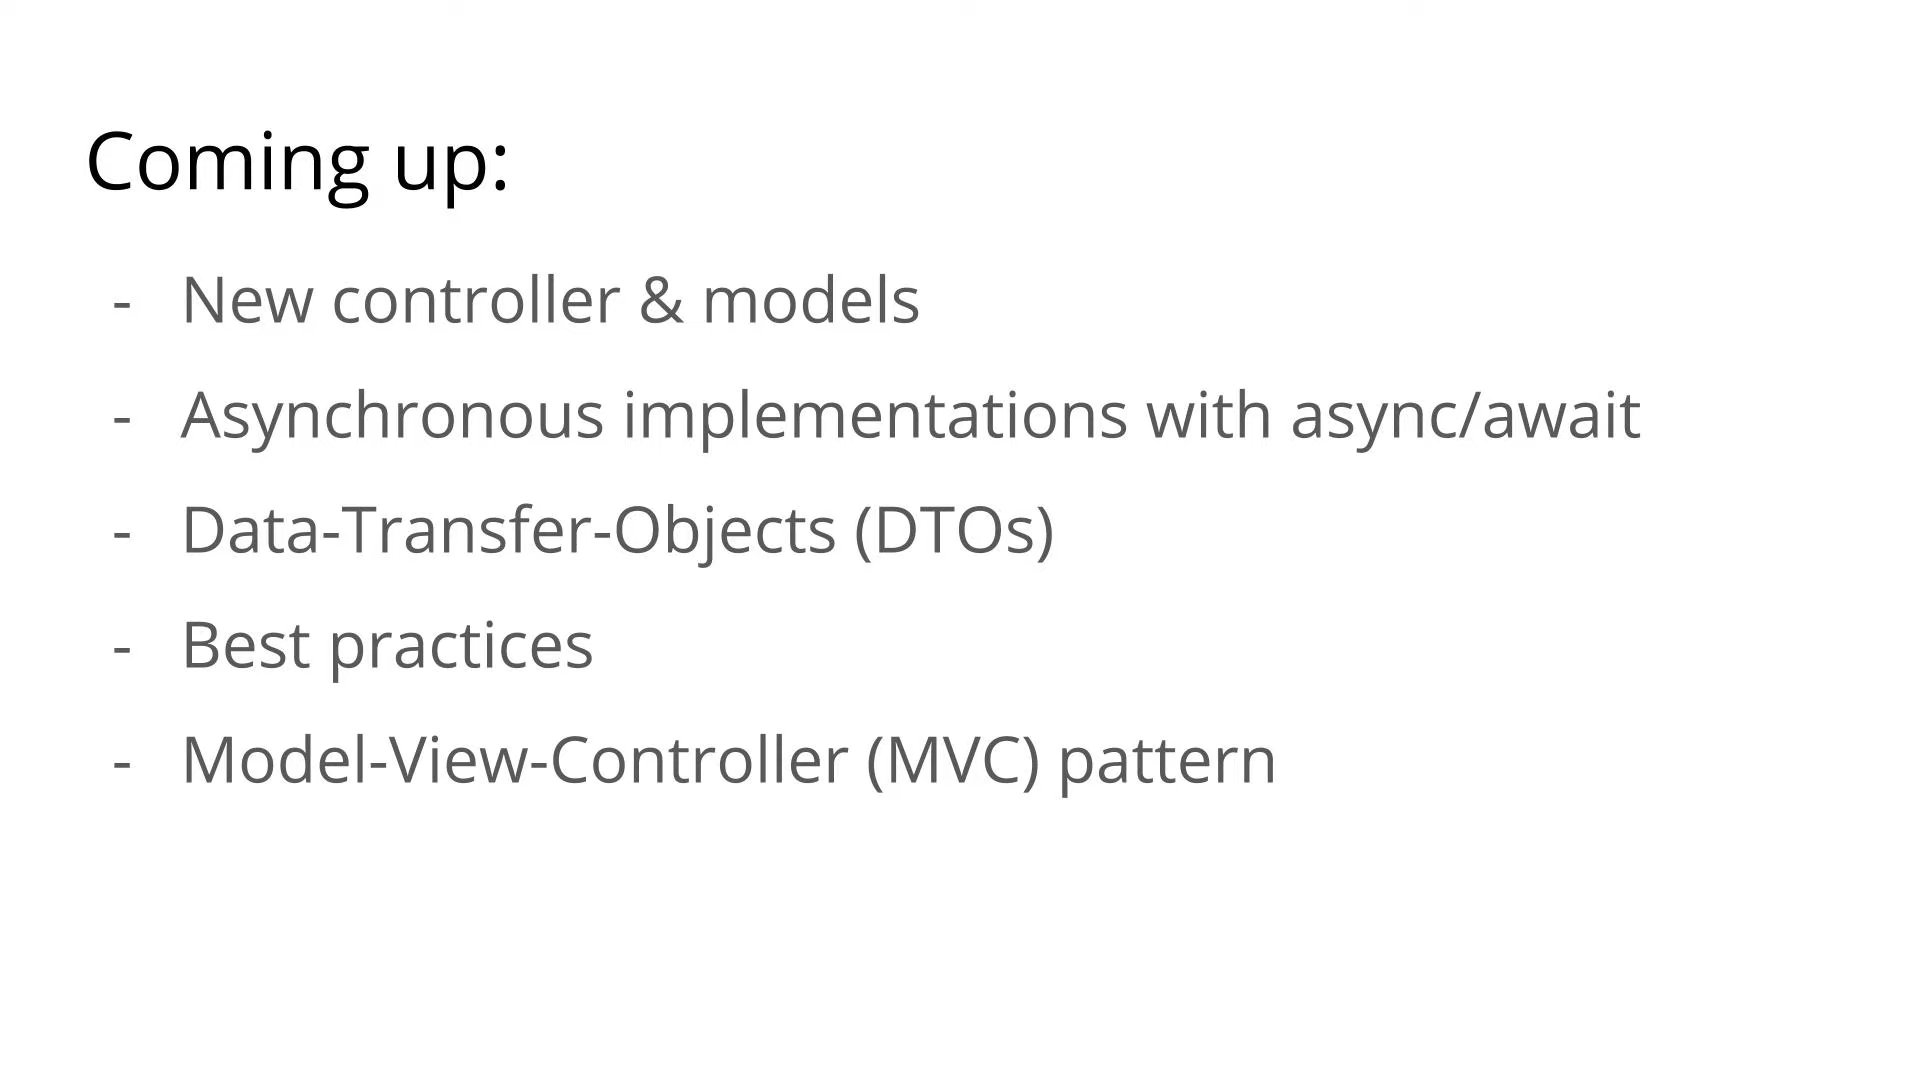 Coming up:
- New controller & models
- Asynchronous implementations with async/await
- Data-Transfer-Objects (DTOs)
- Best practices
- Model-View-Controller (MVC) pattern